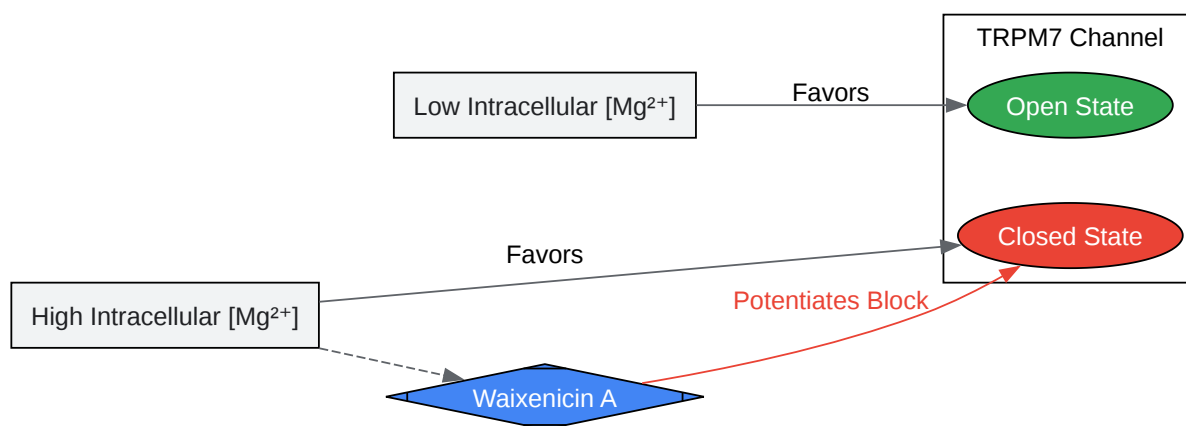 TRPM7 Channel
Low Intracellular [Mg²⁺]
Favors
Open State
Favors
Closed State
High Intracellular [Mg²⁺]
Potentiates Block
Waixenicin A